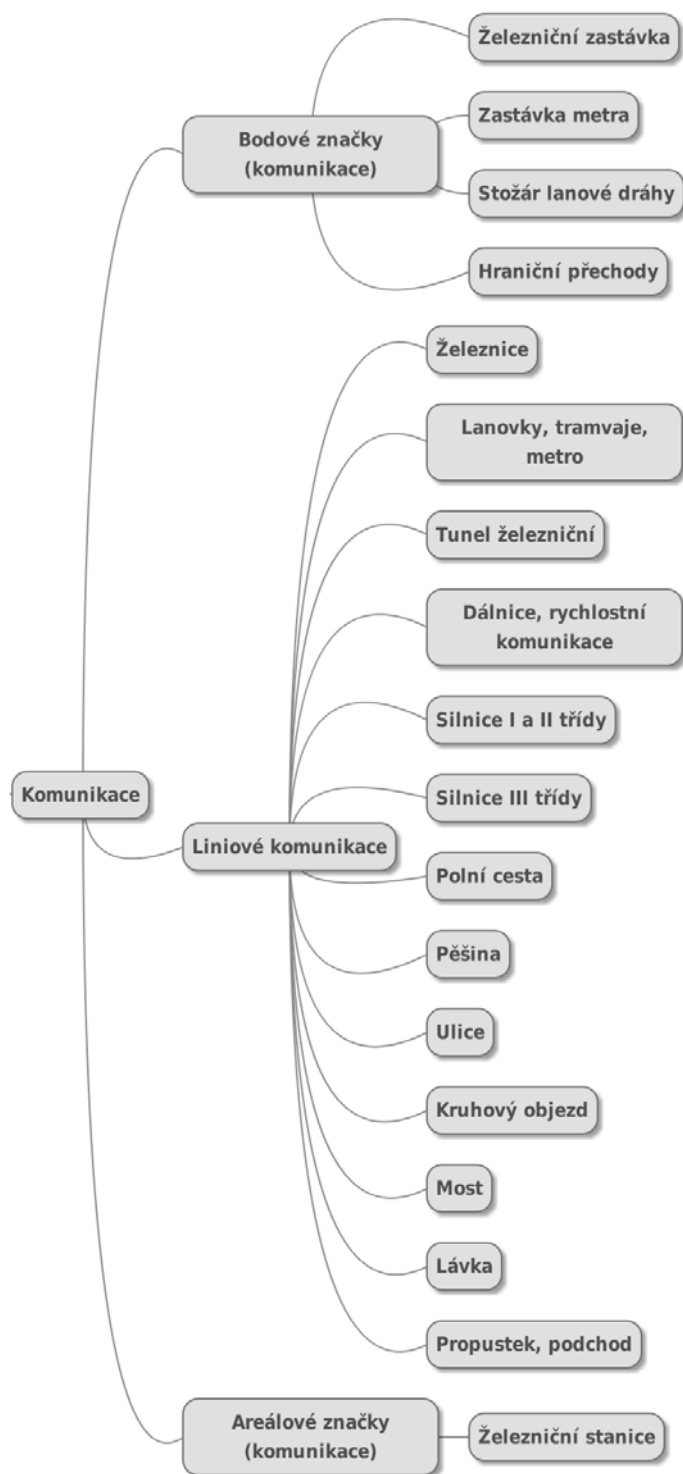 Železniční zastávka
Zastávka metra
Bodové značky
(komunikace)
Stožár lanové dráhy
Hraniční přechody
Železnice
Lanovky, tramvaje,
metro
Tunel železniční
Dálnice, rychlostní
komunikace
Silnice I a II třídy
Silnice III třídy
Komunikace
Liniové komunikace
Polní cesta
Pěšina
Ulice
Kruhový objezd
Most
Lávka
Propustek, podchod
Areálové značky
(komunikace)
Železniční stanice